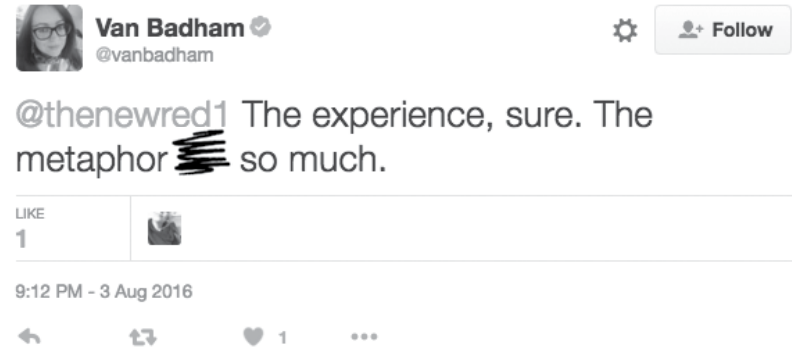 Van Badham
@vanbadham
Follow
@thenewred1 The experience, sure. The
metaphor so much.
LIKE
1
9:12 PM - 3 Aug 2016
1